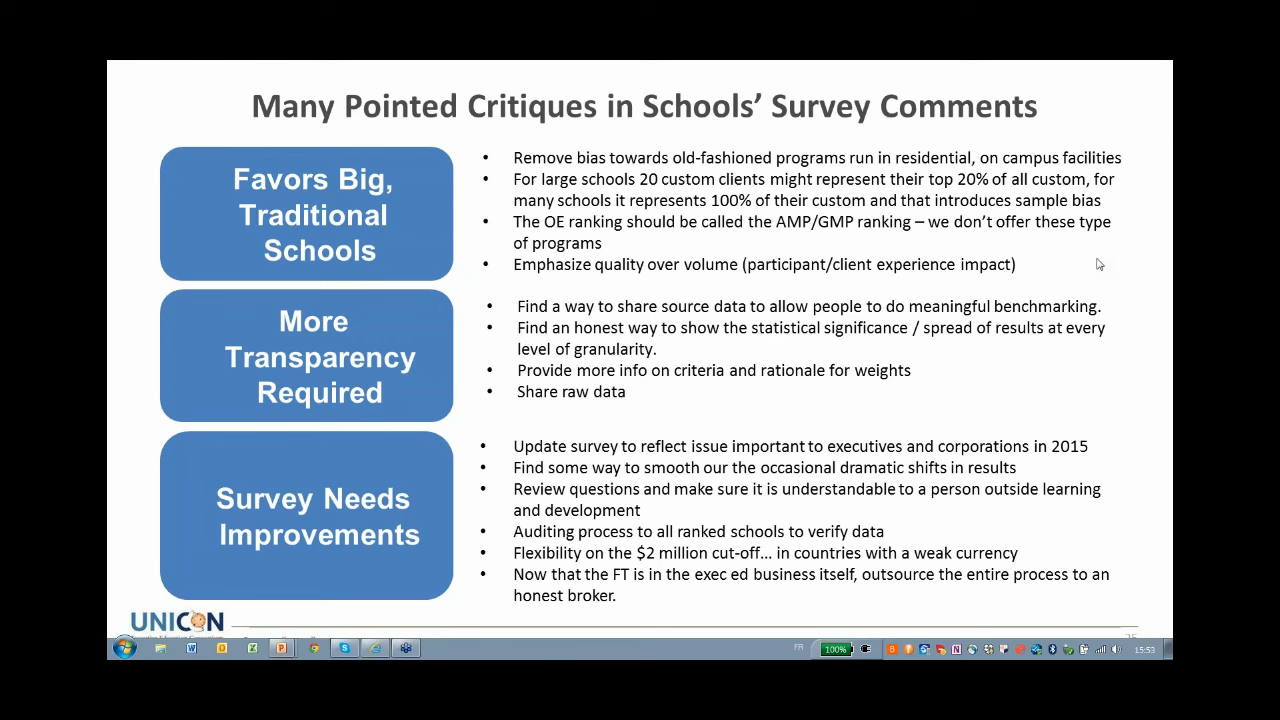 Many Pointed Critiques in Schools’ Survey Comments
Favors Big,
Traditional
Schools
• Remove bias towards old-fashioned programs run in residential, on campus facilities
• For large schools 20 custom clients might represent their top 20% of all custom, for
many schools it represents 100% of their custom and that introduces sample bias
• The OE ranking should be called the AMP/GMP ranking – we don’t offer these type
of programs
• Emphasize quality over volume (participant/client experience impact)
More
Transparency
Required
• Find a way to share source data to allow people to do meaningful benchmarking.
• Find an honest way to show the statistical significance / spread of results at every
level of granularity.
• Provide more info on criteria and rationale for weights
• Share raw data
Survey Needs
Improvements
• Update survey to reflect issue important to executives and corporations in 2015
• Find some way to smooth our the occasional dramatic shifts in results
• Review questions and make sure it is understandable to a person outside learning
and development
• Auditing process to all ranked schools to verify data
• Flexibility on the $2 million cut-off... in countries with a weak currency
• Now that the FT is in the exec ed business itself, outsource the entire process to an
honest broker.
UNICON
FR
100%
15:53